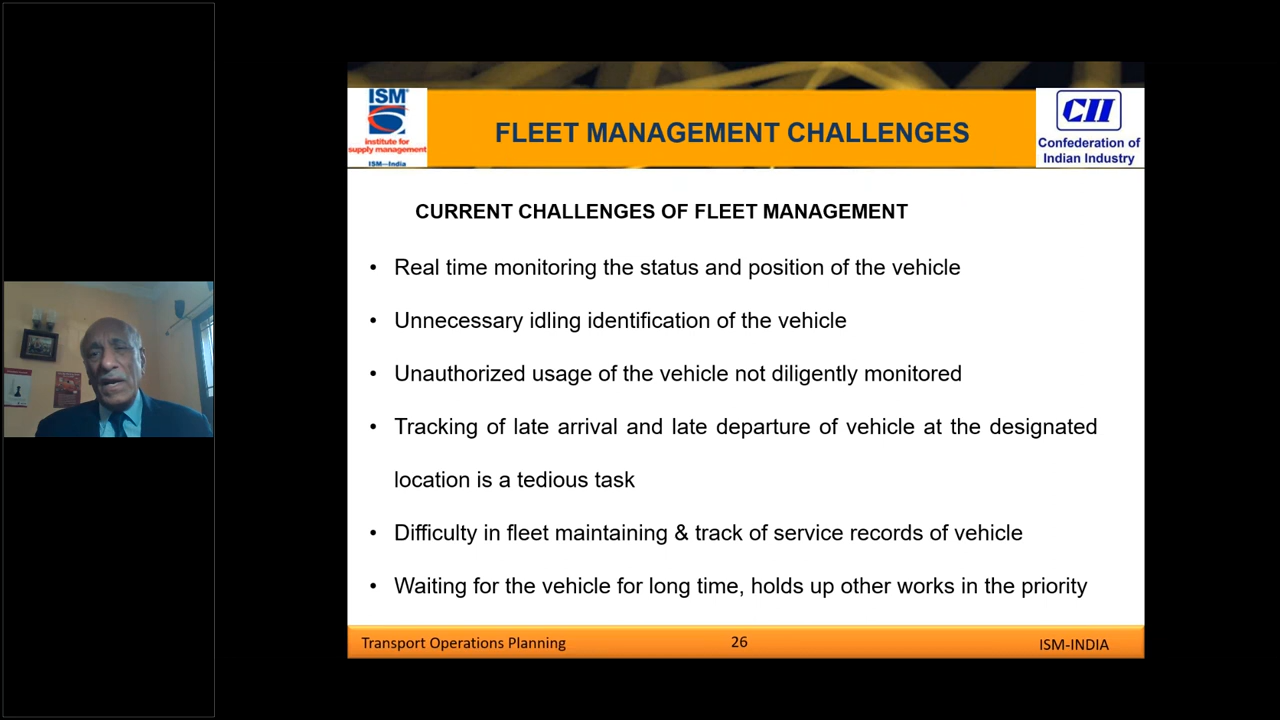 ISM
institute for
supply management
ISM—India
FLEET MANAGEMENT CHALLENGES
CII
Confederation of
Indian Industry
CURRENT CHALLENGES OF FLEET MANAGEMENT
• Real time monitoring the status and position of the vehicle
• Unnecessary idling identification of the vehicle
• Unauthorized usage of the vehicle not diligently monitored
• Tracking of late arrival and late departure of vehicle at the designated
location is a tedious task
• Difficulty in fleet maintaining & track of service records of vehicle
• Waiting for the vehicle for long time, holds up other works in the priority
Transport Operations Planning
26
ISM-INDIA